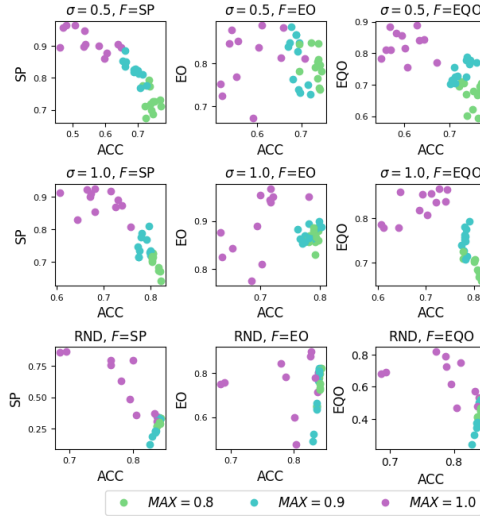 σ = 0.5, F=SP
σ = 0.5, F=EO
σ = 0.5, F=EQO
SP
0.9
0.8
0.7
0.5
0.6
0.7
ACC
EO
0.8
0.7
0.5
0.6
0.7
ACC
EQO
0.9
0.8
0.7
0.6
0.6
0.7
ACC
σ = 1.0, F=SP
σ = 1.0, F=EO
σ = 1.0, F=EQO
SP
0.9
0.8
0.7
0.6
0.7
0.8
ACC
EO
0.9
0.8
0.7
0.8
ACC
EQO
0.8
0.7
0.6
0.7
0.8
ACC
RND, F=SP
RND, F=EO
RND, F=EQO
SP
0.75
0.50
0.25
0.7
0.8
ACC
EO
0.8
0.6
0.7
0.8
ACC
EQO
0.8
0.6
0.4
0.7
0.8
ACC
MAX = 0.8
MAX = 0.9
MAX = 1.0